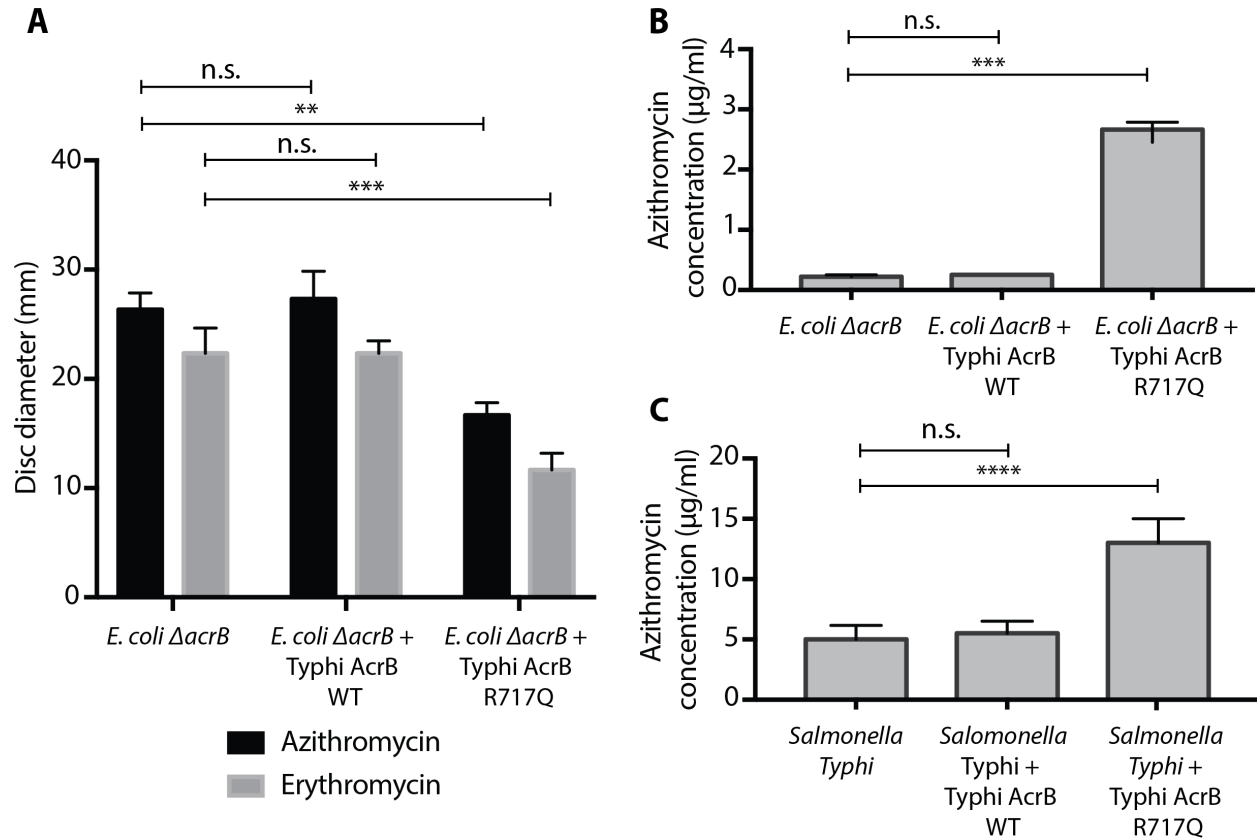 A
n.s.
**
n.s.
***
Disc diameter (mm)
40
30
20
10
0
E. coli ΔacrB
E. coli ΔacrB +
Typhi AcrB
WT
E. coli ΔacrB +
Typhi AcrB
R717Q
Azithromycin
Erythromycin
B
n.s.
***
Azithromycin
concentration (µg/ml)
4
3
2
1
0
E. coli ΔacrB
E. coli ΔacrB +
Typhi AcrB
WT
E. coli ΔacrB +
Typhi AcrB
R717Q
C
n.s.
****
Azithromycin
concentration (µg/ml)
20
15
10
5
0
Salmonella
Typhi
Salomonella
Typhi +
Typhi AcrB
WT
Salmonella
Typhi +
Typhi AcrB
R717Q